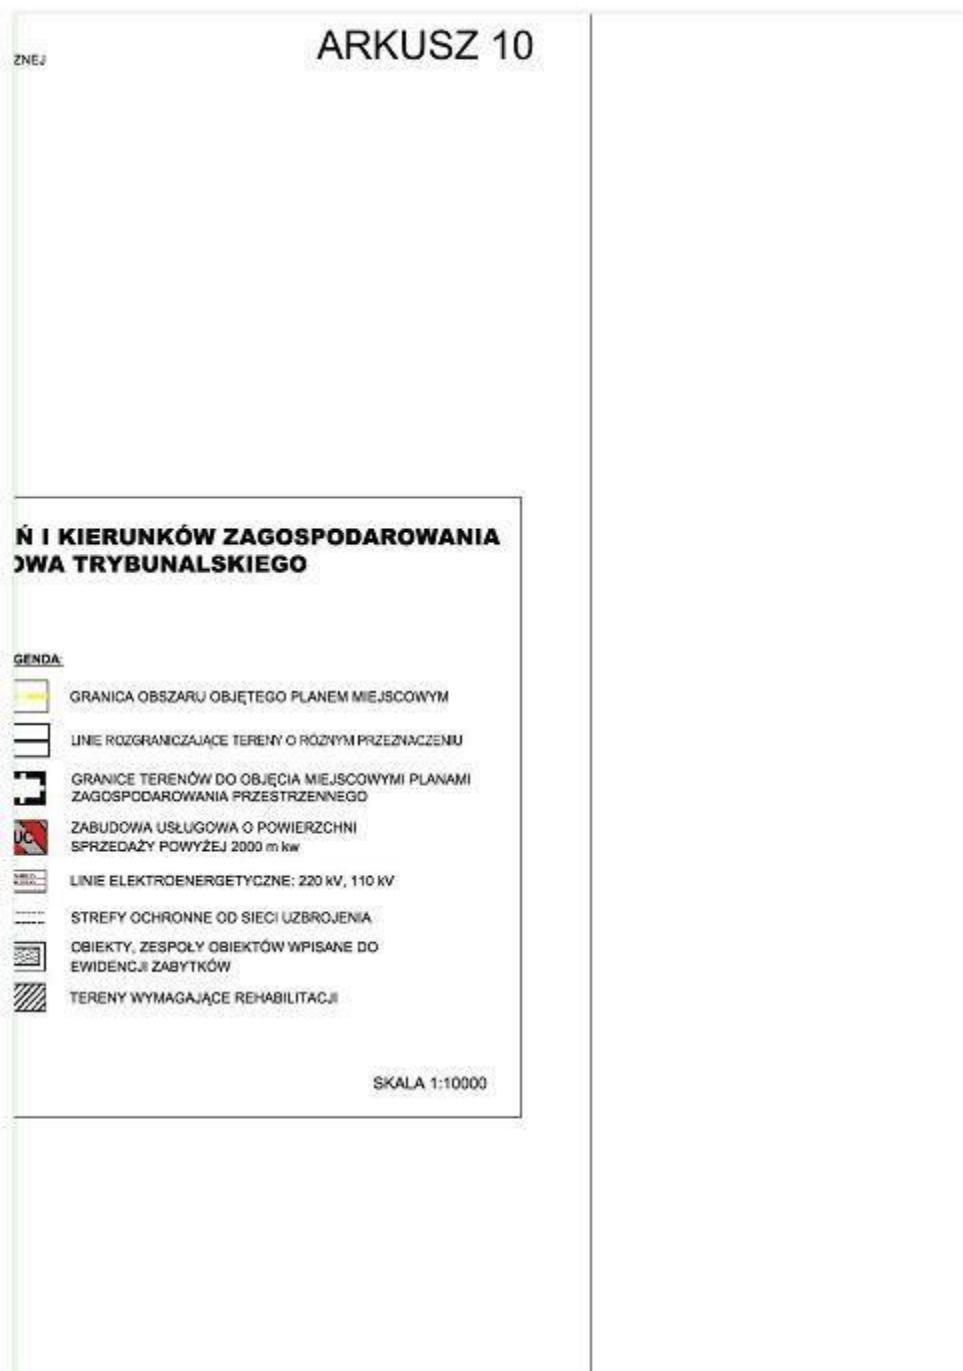 ZNEJ
ARKUSZ 10
Ń I KIERUNKÓW ZAGOSPODAROWANIA
OWA TRYBUNALSKIEGO
GENDA:
GRANICA OBSZARU OBJĘTEGO PLANEM MIEJSCOWYM
LINIE ROZGRANICZAJĄCE TERENY O RÓŻNYM PRZEZNACZENIU
GRANICE TERENÓW DO OBJĘCIA MIEJSCOWYMI PLANAMI
ZAGOSPODAROWANIA PRZESTRZENNEGO
UC
ZABUDOWA USŁUGOWA O POWIERZCHNI
SPRZEDAŻY POWYŻEJ 2000 m kw
LINIE ELEKTROENERGETYCZNE: 220 kV, 110 kV
STREFY OCHRONNE OD SIECI UZBROJENIA
OBIEKTY, ZESPOŁY OBIEKTÓW WPISANE DO
EWIDENCJI ZABYTKÓW
TERENY WYMAGAJĄCE REHABILITACJI
SKALA 1:10000